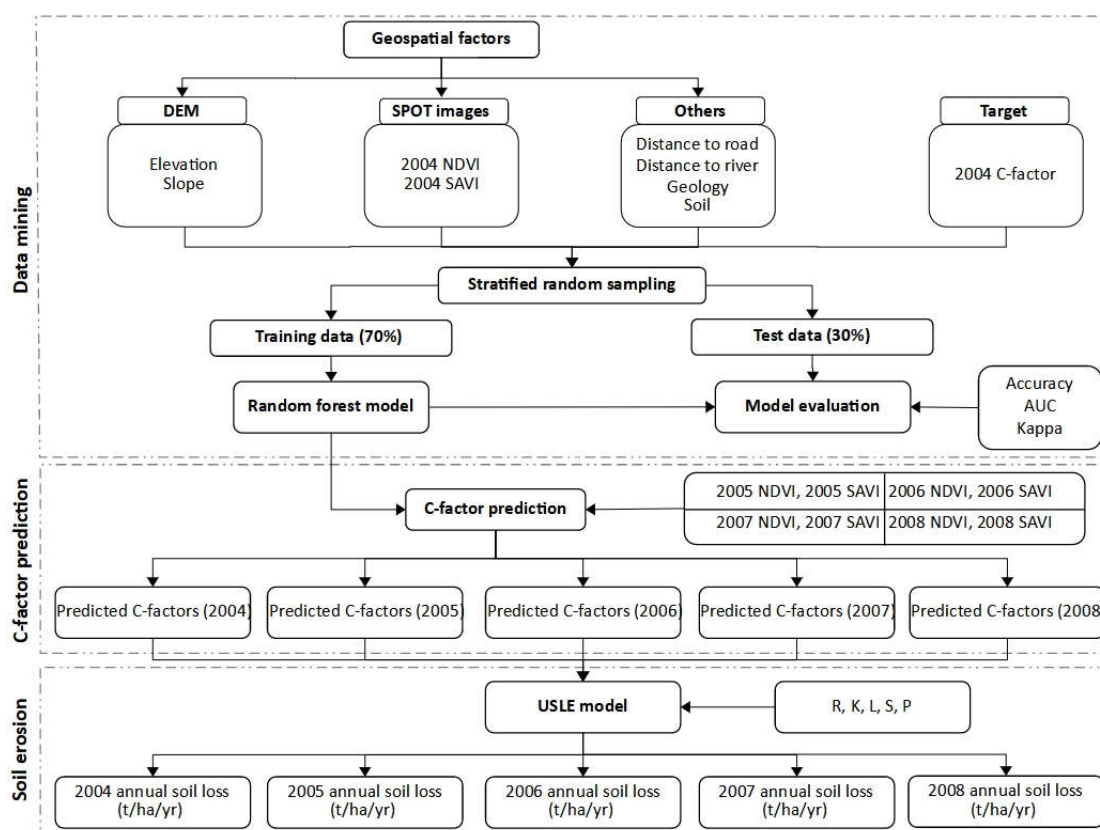 Geospatial factors
DEM
SPOT images
Others
Target
Elevation
Slope
2004 NDVI
2004 SAVI
Distance to road
Distance to river
Geology
Soil
2004 C-factor
Data mining
Stratified random sampling
Training data (70%)
Test data (30%)
Random forest model
Model evaluation
Accuracy
AUC
Kappa
C-factor prediction
C-factor prediction
2005 NDVI, 2005 SAVI
2006 NDVI, 2006 SAVI
2007 NDVI, 2007 SAVI
2008 NDVI, 2008 SAVI
Predicted C-factors (2004)
Predicted C-factors (2005)
Predicted C-factors (2006)
Predicted C-factors (2007)
Predicted C-factors (2008
Soil erosion
USLE model
R, K, L, S, P
2004 annual soil loss
(t/ha/yr)
2005 annual soil loss
(t/ha/yr)
2006 annual soil loss
(t/ha/yr)
2007 annual soil loss
(t/ha/yr)
2008 annual soil loss
(t/ha/yr)